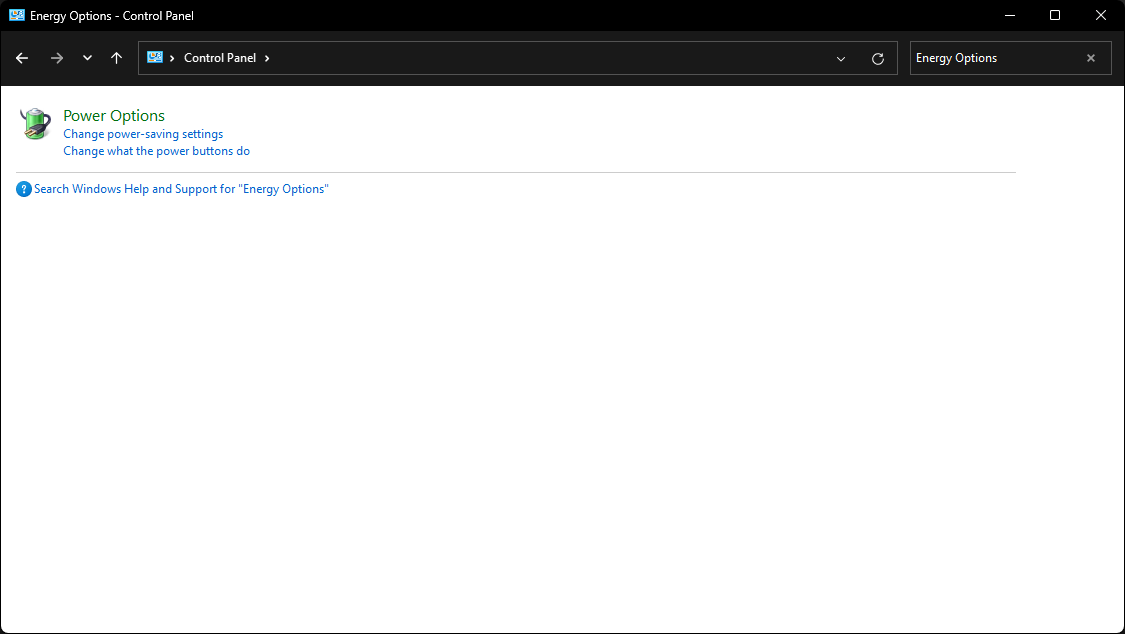 Energy Options - Control Panel
Control Panel
Energy Options
Power Options
Change power-saving settings
Change what the power buttons do
? Search Windows Help and Support for "Energy Options"